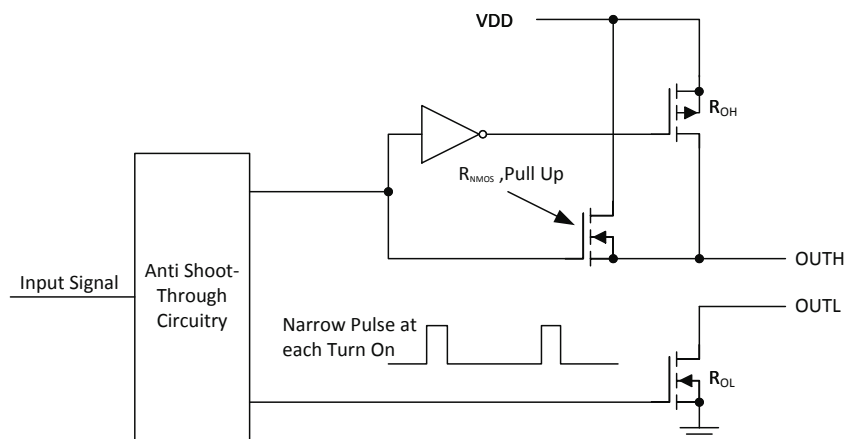 VDD
R_OH
R_NMOS ,Pull Up
Anti Shoot-
Through
Circuitry
Input Signal
OUTH
OUTL
Narrow Pulse at
each Turn On
R_OL